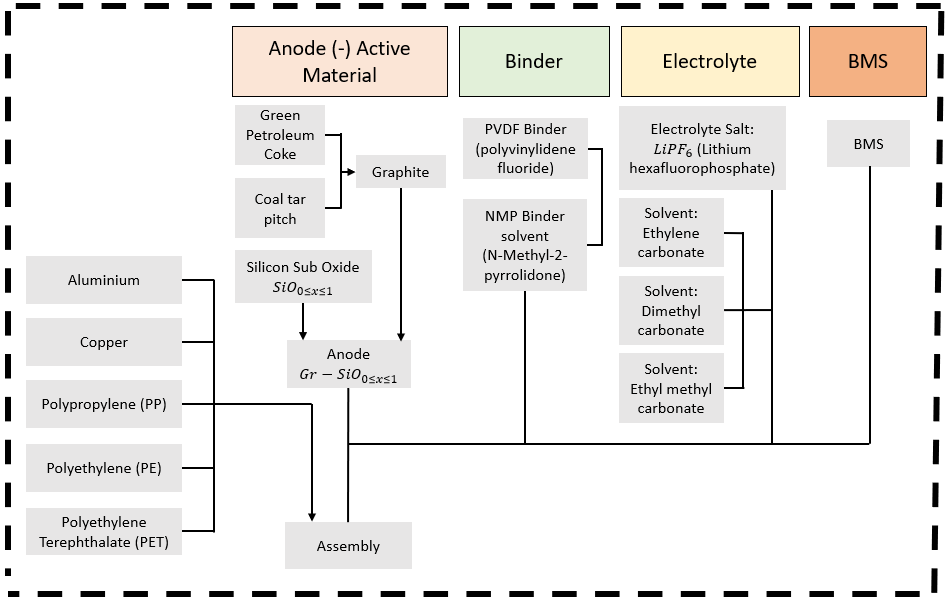 Anode (-) Active
Material
Binder
Electrolyte
BMS
Green
Petroleum
Coke
Coal tar
pitch
Graphite
Silicon Sub Oxide
SiO₀≤ₓ≤₁
Anode
Gr − SiO₀≤ₓ≤₁
PVDF Binder
(polyvinylidene
fluoride)
NMP Binder
solvent
(N-Methyl-2-
pyrrolidone)
Electrolyte Salt:
LiPF₆ (Lithium
hexafluorophosphate)
Solvent:
Ethylene
carbonate
Solvent:
Dimethyl
carbonate
Solvent:
Ethyl methyl
carbonate
BMS
Aluminium
Copper
Polypropylene (PP)
Polyethylene (PE)
Polyethylene
Terephthalate (PET)
Assembly